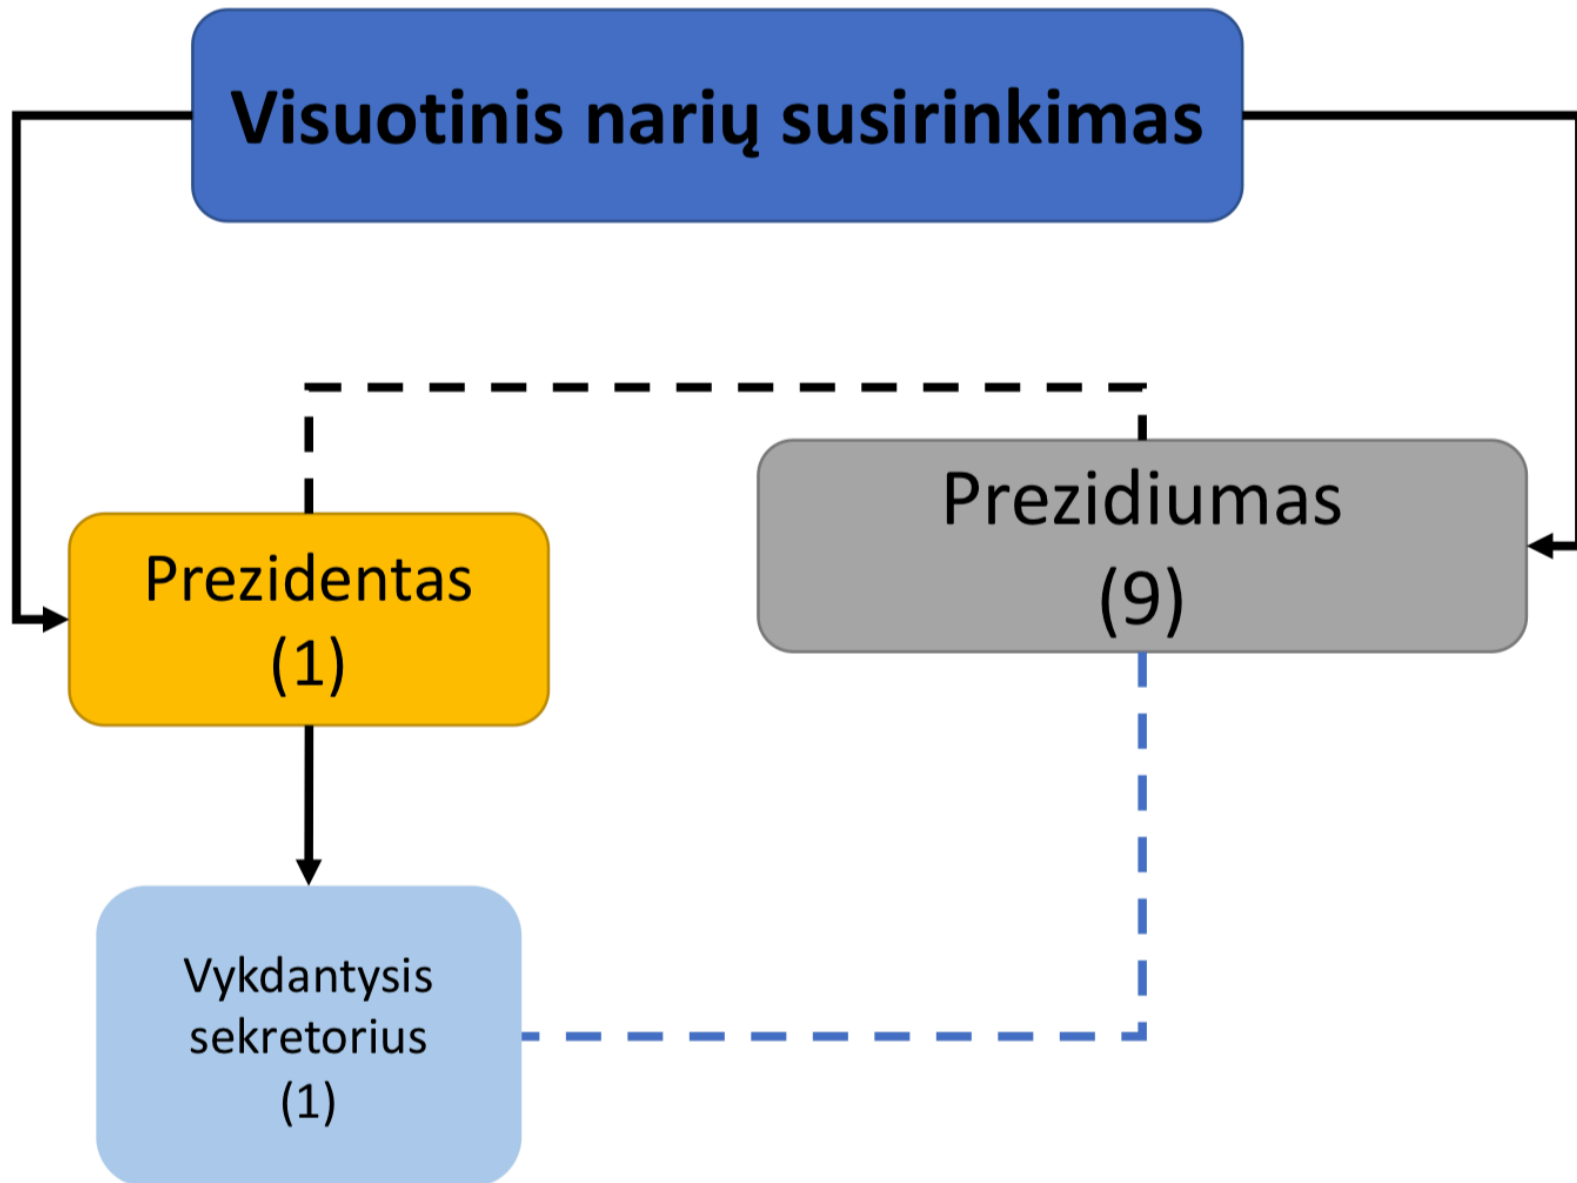 Visuotinis narių susirinkimas
Prezidentas
(1)
Prezidiumas
(9)
Vykdantysis
sekretorius
(1)